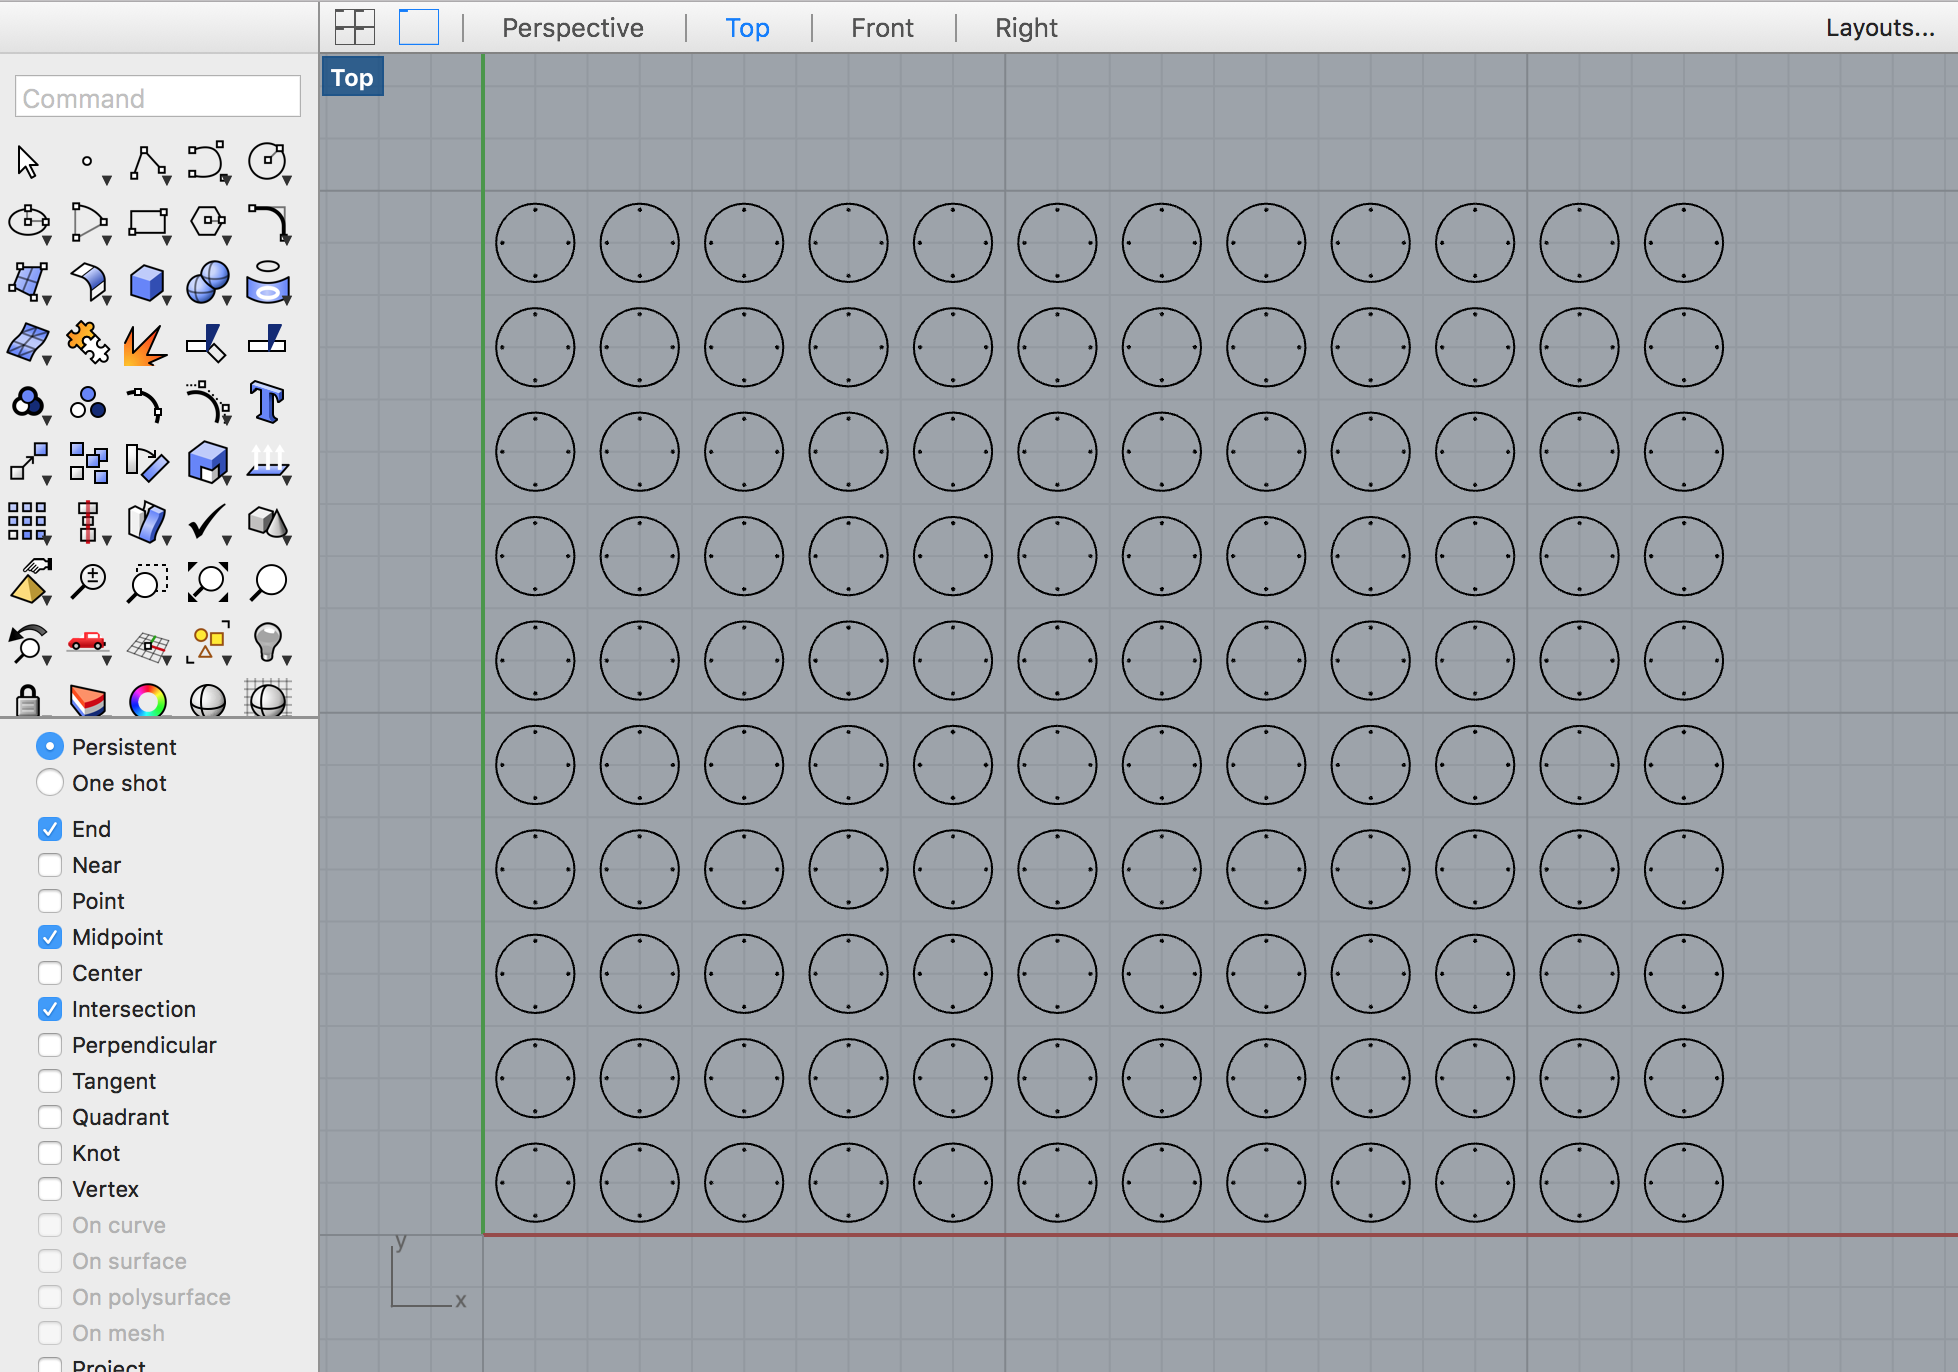 Perspective
Top
Front
Right
Layouts...
Top
Command
Persistent
One shot
End
Near
Point
Midpoint
Center
Intersection
Perpendicular
Tangent
Quadrant
Knot
Vertex
On curve
On surface
On polysurface
On mesh
Project
y
x